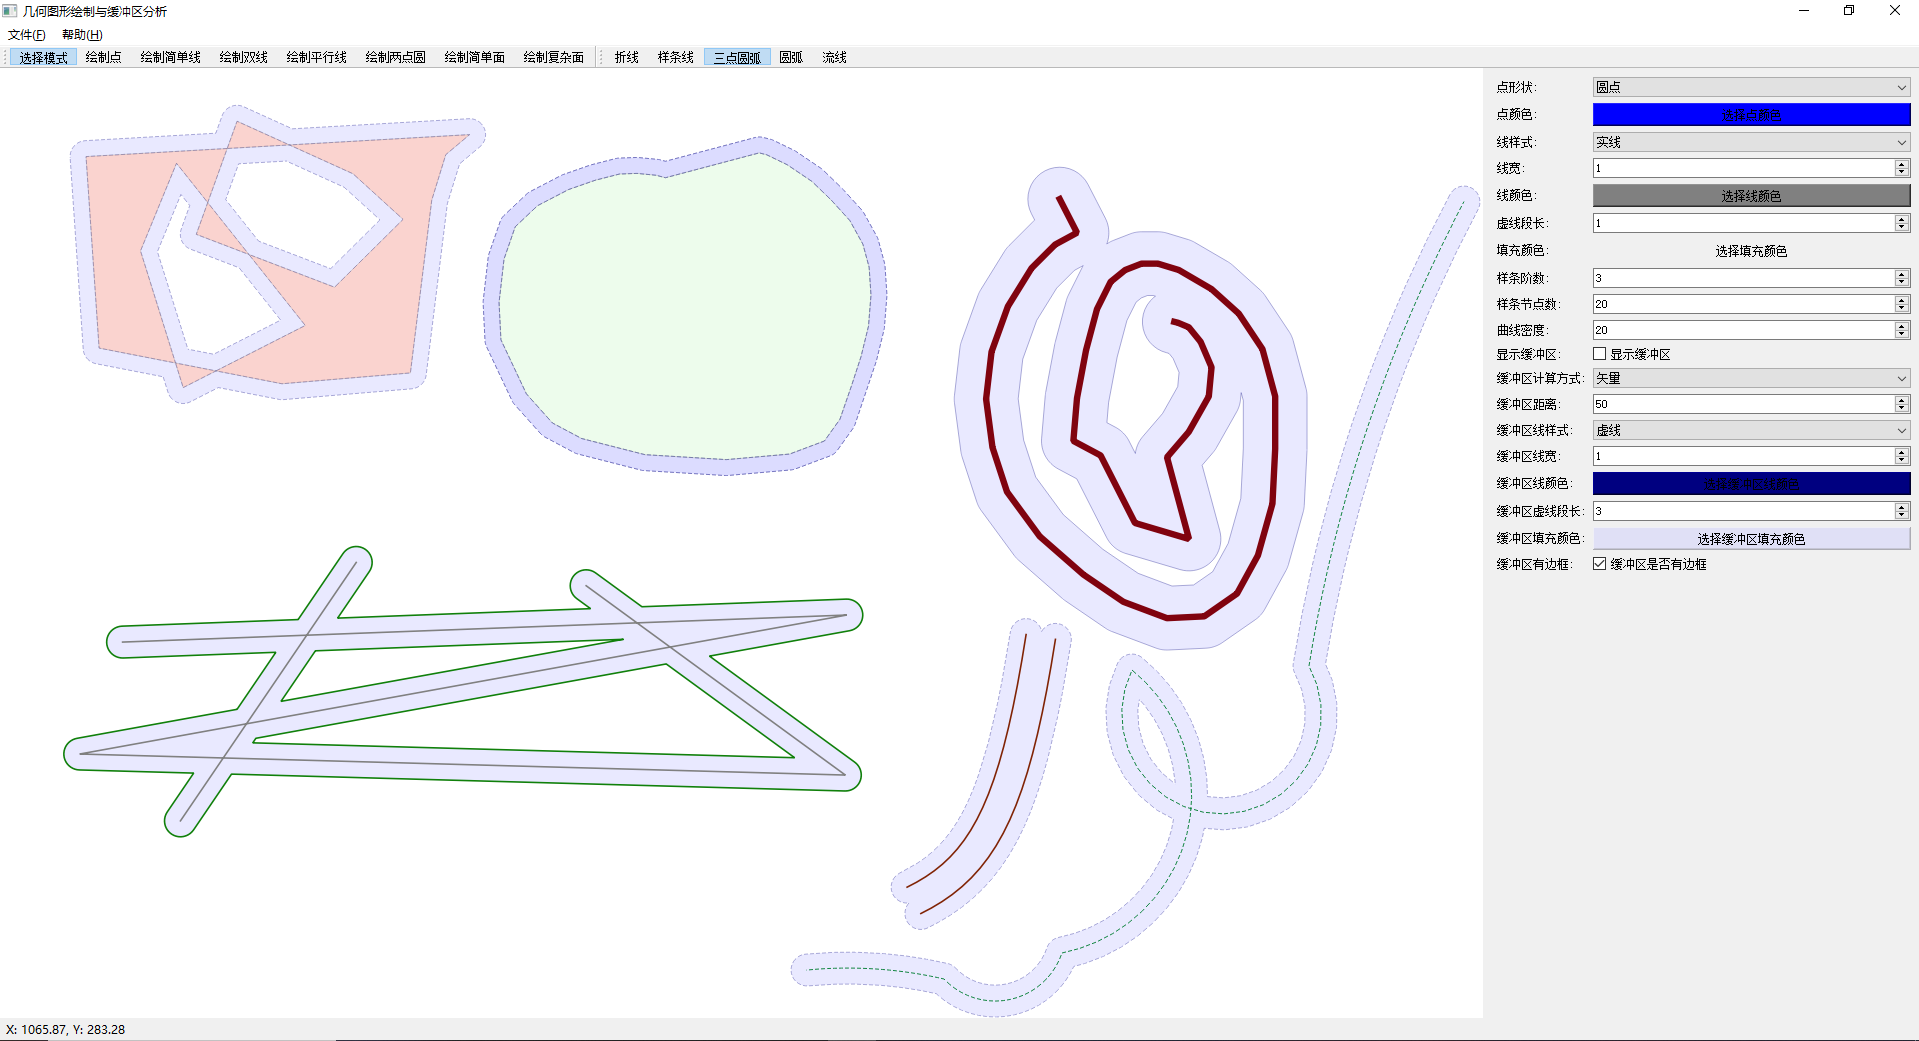 几何图形绘制与缓冲区分析
文件(F) 帮助(H)
选择模式 绘制点 绘制简单线 绘制双线 绘制平行线 绘制两点圆 绘制简单面 绘制复杂面 折线 样条线 三点圆弧 圆弧 流线
点形状: 圆点
点颜色: 选择点颜色
线样式: 实线
线宽: 1
线颜色: 选择线颜色
虚线段长: 1
填充颜色: 选择填充颜色
样条阶数: 3
样条节点数: 20
曲线密度: 20
显示缓冲区: 显示缓冲区
缓冲区计算方式: 矢量
缓冲区距离: 50
缓冲区线样式: 虚线
缓冲区线宽: 1
缓冲区线颜色: 选择缓冲区线颜色
缓冲区虚线段长: 3
缓冲区填充颜色: 选择缓冲区填充颜色
缓冲区有边框: 缓冲区是否有边框
X: 1065.87, Y: 283.28